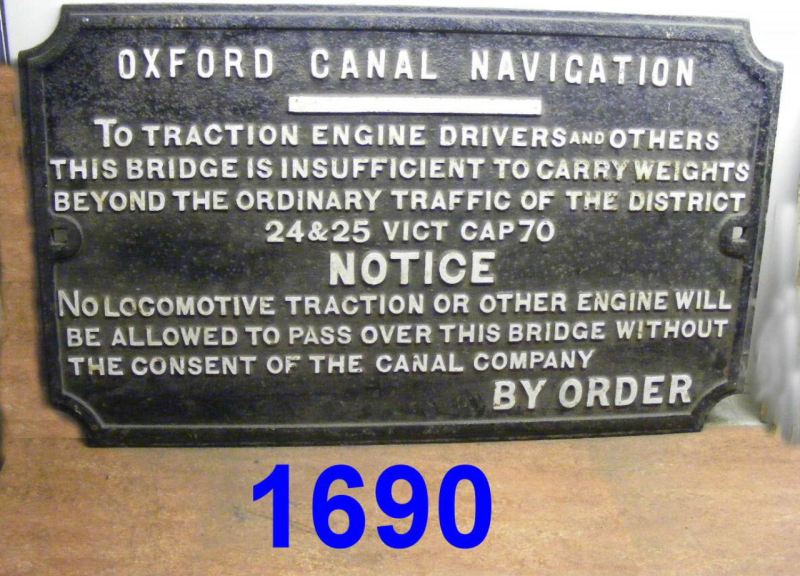 OXFORD CANAL NAVIGATION
TO TRACTION ENGINE DRIVERS AND OTHERS
THIS BRIDGE IS INSUFFICIENT TO CARRY WEIGHTS
BEYOND THE ORDINARY TRAFFIC OF THE DISTRICT
24 & 25 VICT CAP 70
NOTICE
NO LOCOMOTIVE TRACTION OR OTHER ENGINE WILL
BE ALLOWED TO PASS OVER THIS BRIDGE WITHOUT
THE CONSENT OF THE CANAL COMPANY
BY ORDER
1690